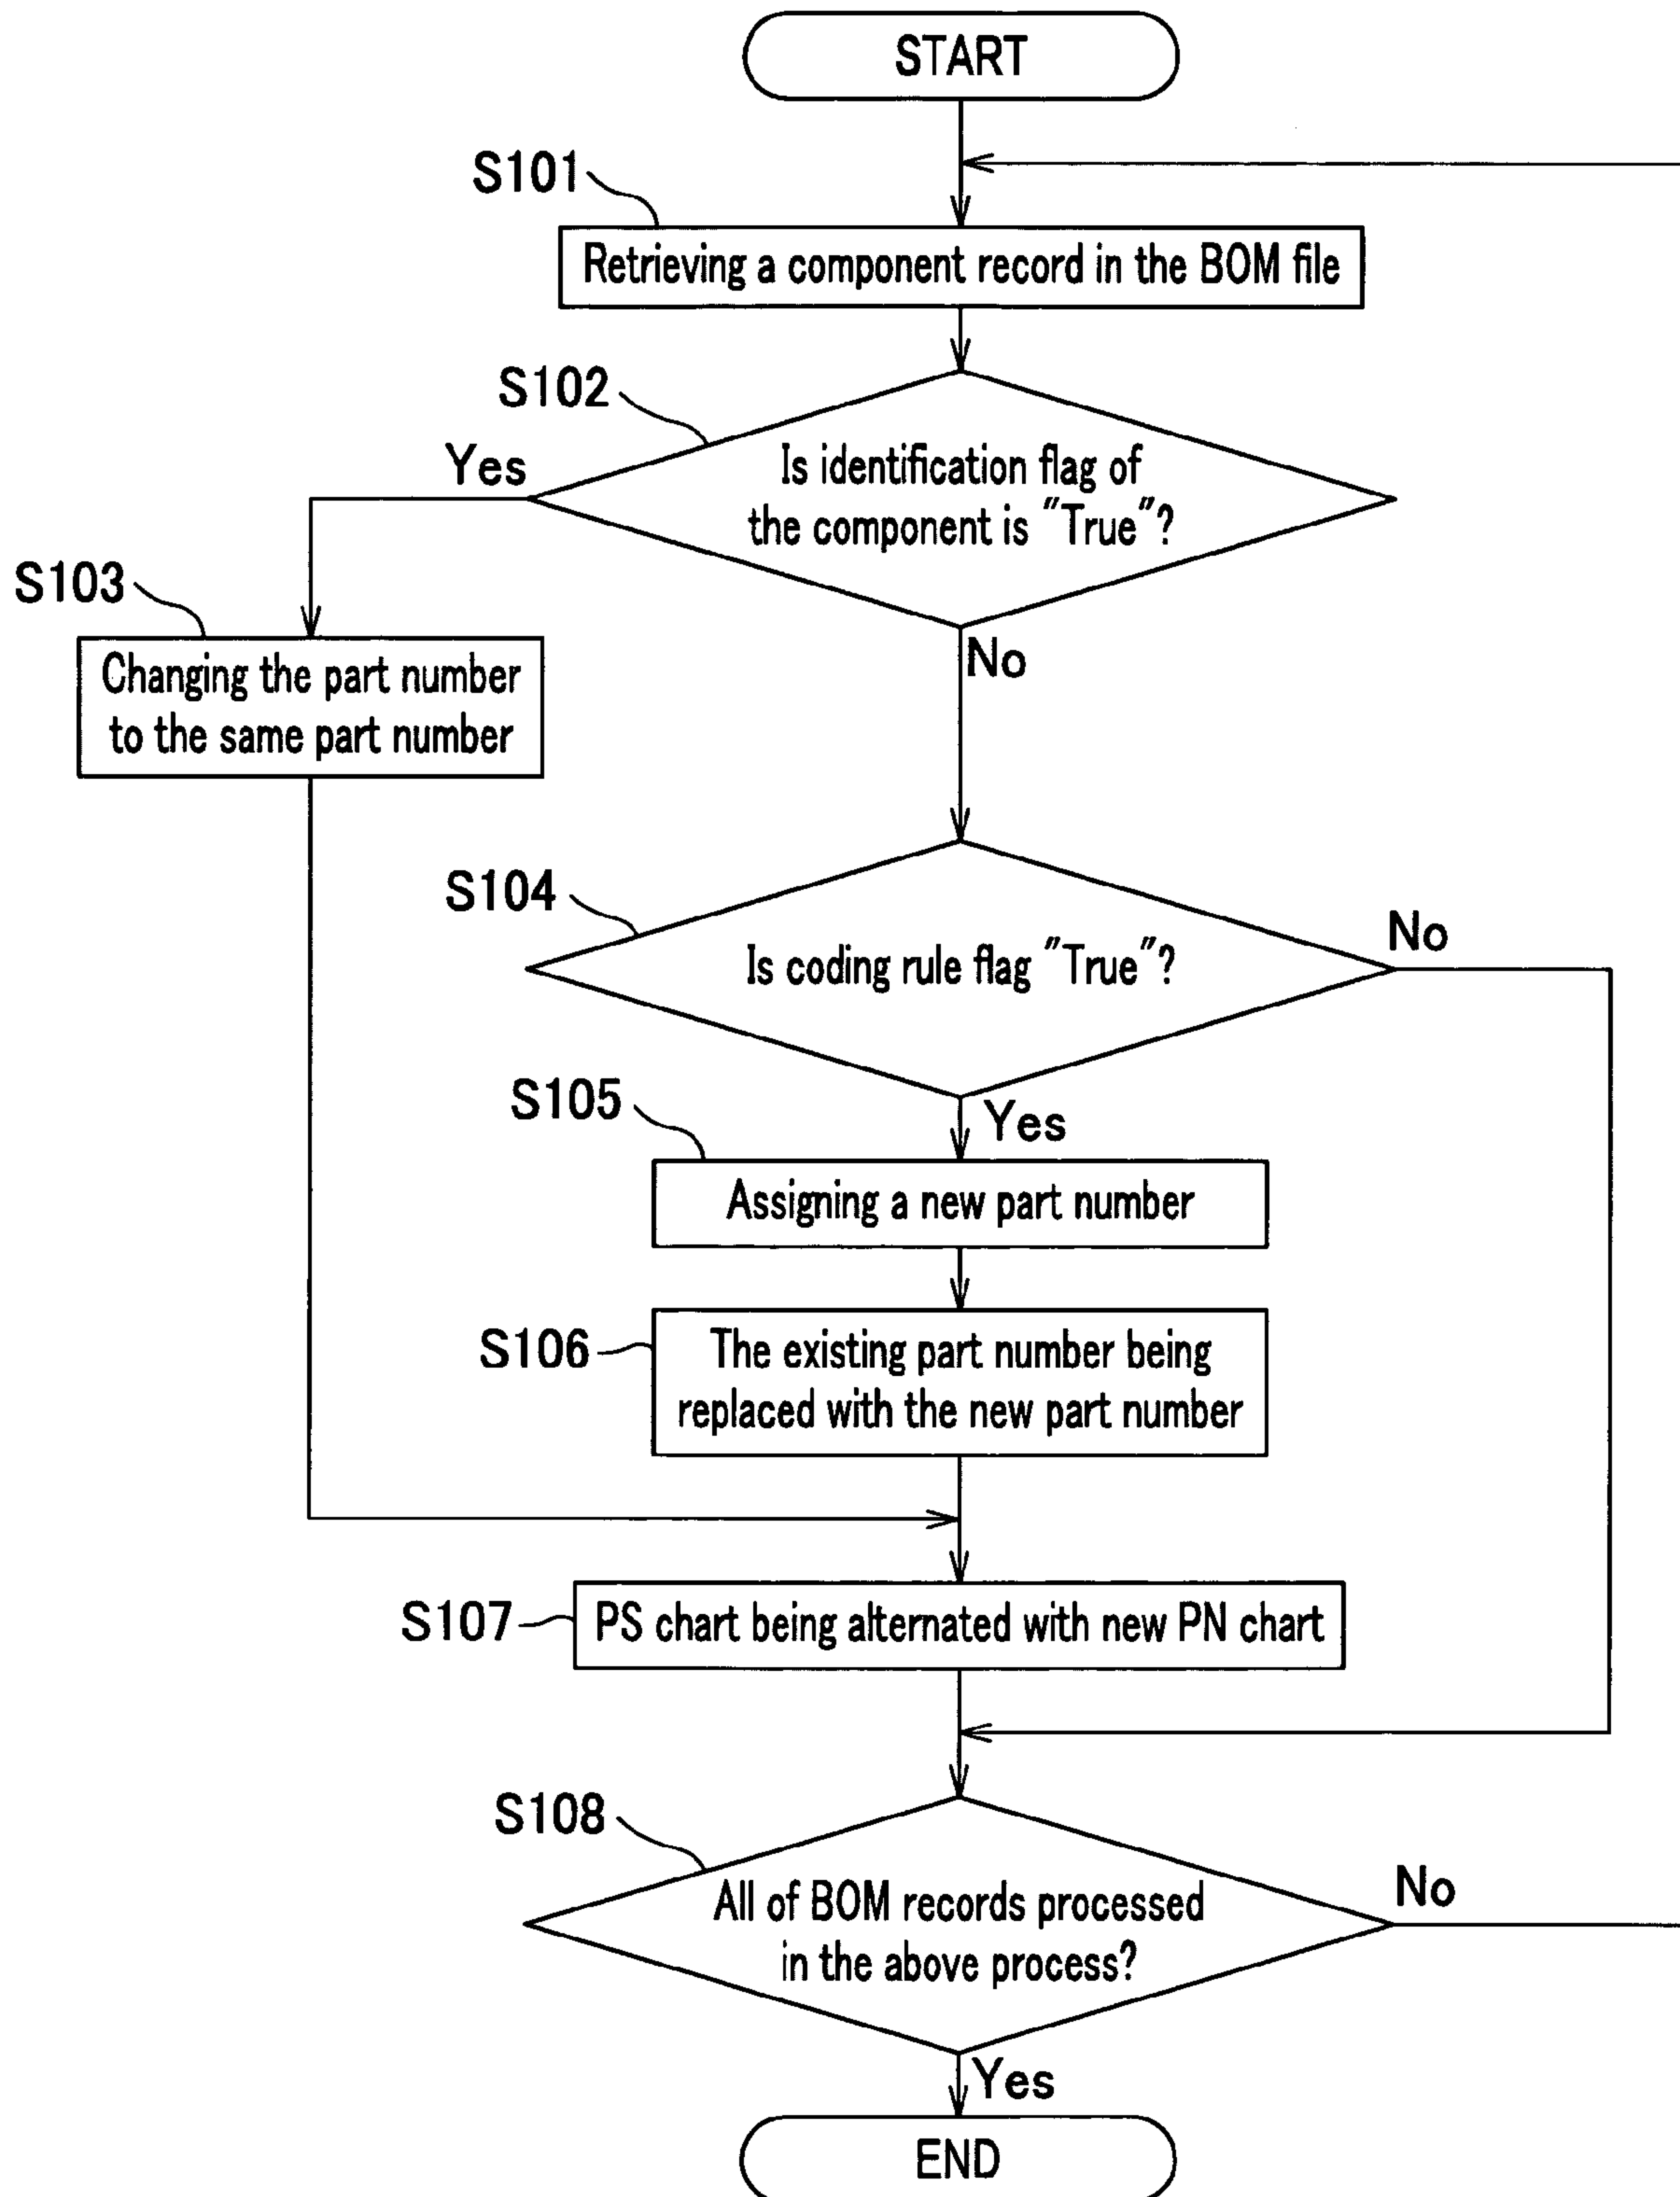 START
S101
Retrieving a component record in the BOM file
S102
Yes
Is identification flag of
the component is "True"?
No
S103
Changing the part number
to the same part number
S104
Is coding rule flag "True"?
No
Yes
S105
Assigning a new part number
S106
The existing part number being
replaced with the new part number
S107
PS chart being alternated with new PN chart
S108
All of BOM records processed
in the above process?
No
Yes
END